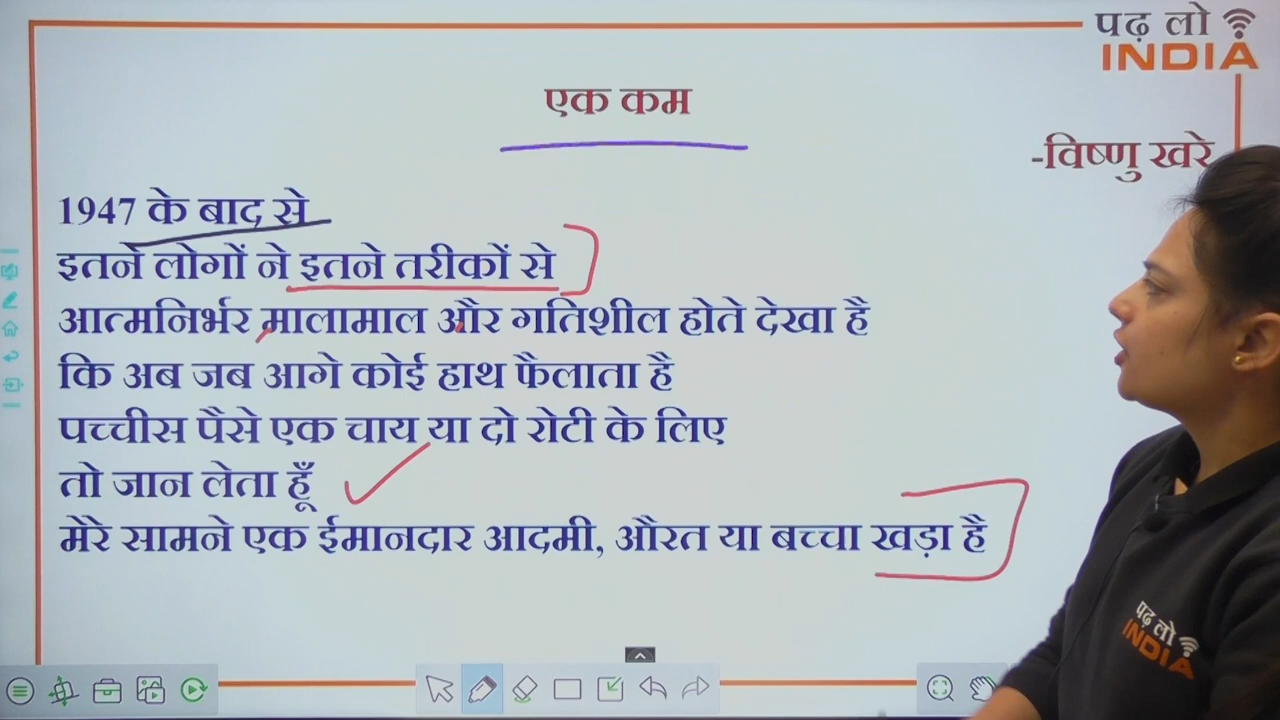 पढ़ लो
INDIA
एक कम
-विष्णु खरे
1947 के बाद से
इतने लोगों ने इतने तरीकों से
आत्मनिर्भर मालामाल और गतिशील होते देखा है
कि अब जब आगे कोई हाथ फैलाता है
पच्चीस पैसे एक चाय या दो रोटी के लिए
तो जान लेता हूँ
मेरे सामने एक ईमानदार आदमी, औरत या बच्चा खड़ा है
पढ़ लो
INDIA